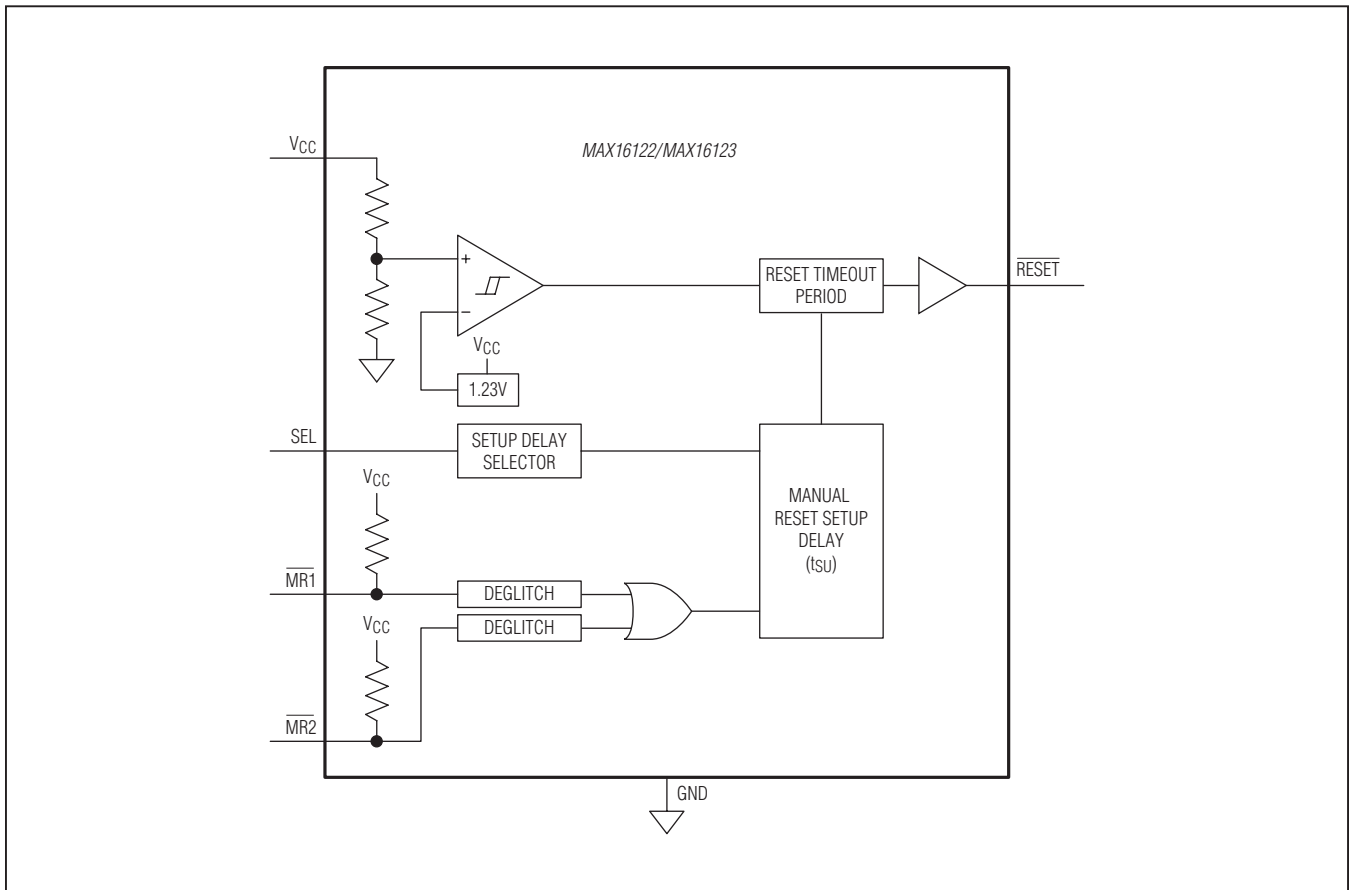 MAX16122/MAX16123
VCC
+
−
VCC
1.23V
RESET TIMEOUT
PERIOD
RESET
SEL
SETUP DELAY
SELECTOR
VCC
MANUAL
RESET SETUP
DELAY
(tSU)
MR1
DEGLITCH
DEGLITCH
VCC
MR2
GND